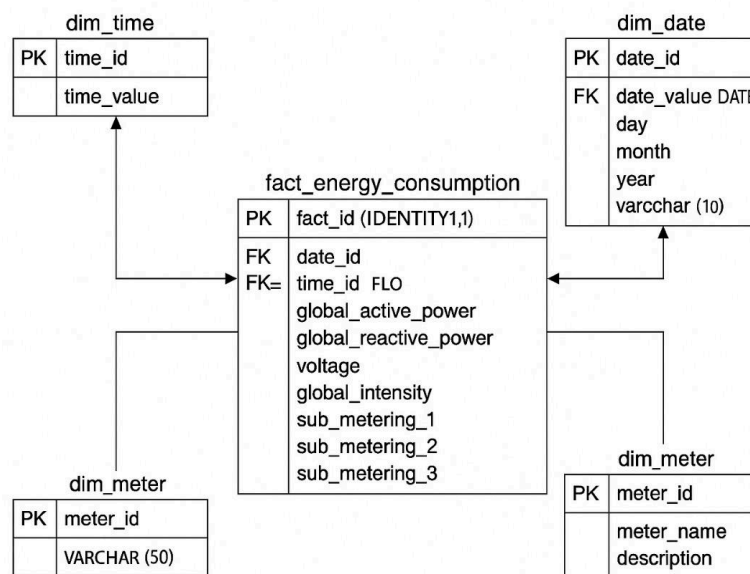 dim_time
PK time_id
time_value
dim_date
PK date_id
FK date_value DATE
day
month
year
varcchar (10)
fact_energy_consumption
PK fact_id (IDENTITY1,1)
FK date_id
FK= time_id FLO
global_active_power
global_reactive_power
voltage
global_intensity
sub_metering_1
sub_metering_2
sub_metering_3
dim_meter
PK meter_id
VARCHAR (50)
dim_meter
PK meter_id
meter_name
description